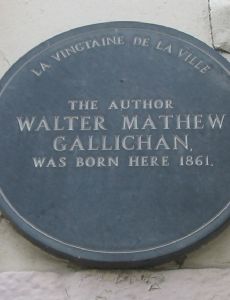 LA VINGTAINE DE LA VILLE
THE AUTHOR
WALTER MATHEW
GALLICHAN,
WAS BORN HERE 1861.